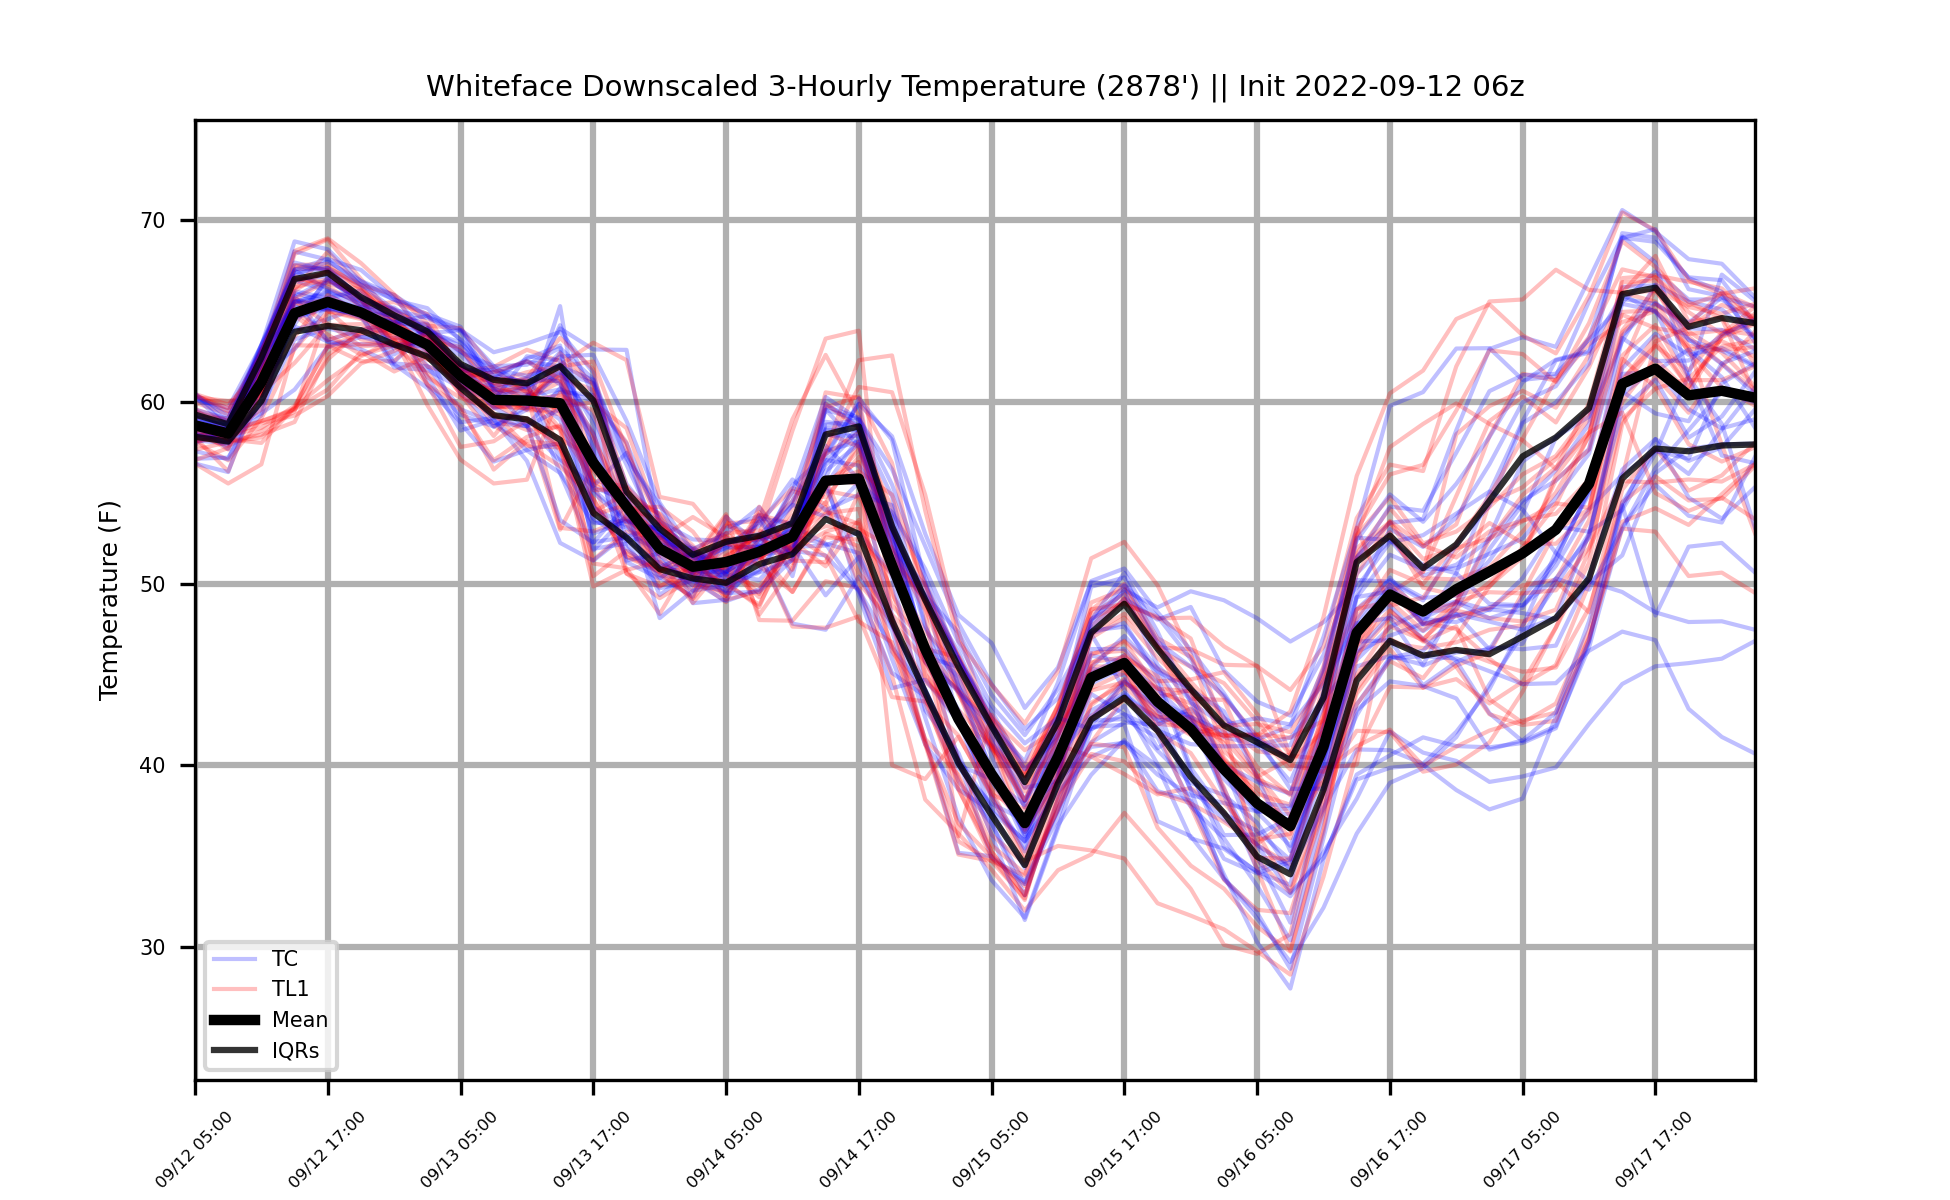 Whiteface Downscaled 3-Hourly Temperature (2878') || Init 2022-09-12 06z
Temperature (F)
70
60
50
40
30
TC
TL1
Mean
IQRs
09/12 05:00
09/12 17:00
09/13 05:00
09/13 17:00
09/14 05:00
09/14 17:00
09/15 05:00
09/15 17:00
09/16 05:00
09/16 17:00
09/17 05:00
09/17 17:00